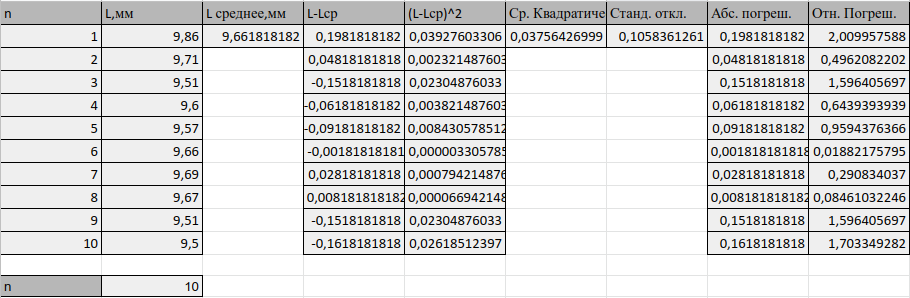 n L,мм L среднее,мм L-Lср (L-Lср)^2 Ср. Квадратиче Станд. откл. Абс. погреш. Отн. Погреш.
1 9,86 9,661818182 0,1981818182 0,03927603306 0,03756426999 0,1058361261 0,1981818182 2,009957588
2 9,71 0,04818181818 0,002321487603 0,04818181818 0,4962082202
3 9,51 -0,1518181818 0,02304876033 0,1518181818 1,596405697
4 9,6 -0,06181818182 0,003821487603 0,06181818182 0,6439393939
5 9,57 -0,09181818182 0,008430578512 0,09181818182 0,9594376366
6 9,66 -0,00181818181 0,000003305785 0,001818181818 0,01882175795
7 9,69 0,02818181818 0,000794214876 0,02818181818 0,290834037
8 9,67 0,008181818182 0,000066942148 0,008181818182 0,08461032246
9 9,51 -0,1518181818 0,02304876033 0,1518181818 1,596405697
10 9,5 -0,1618181818 0,02618512397 0,1618181818 1,703349282
n 10